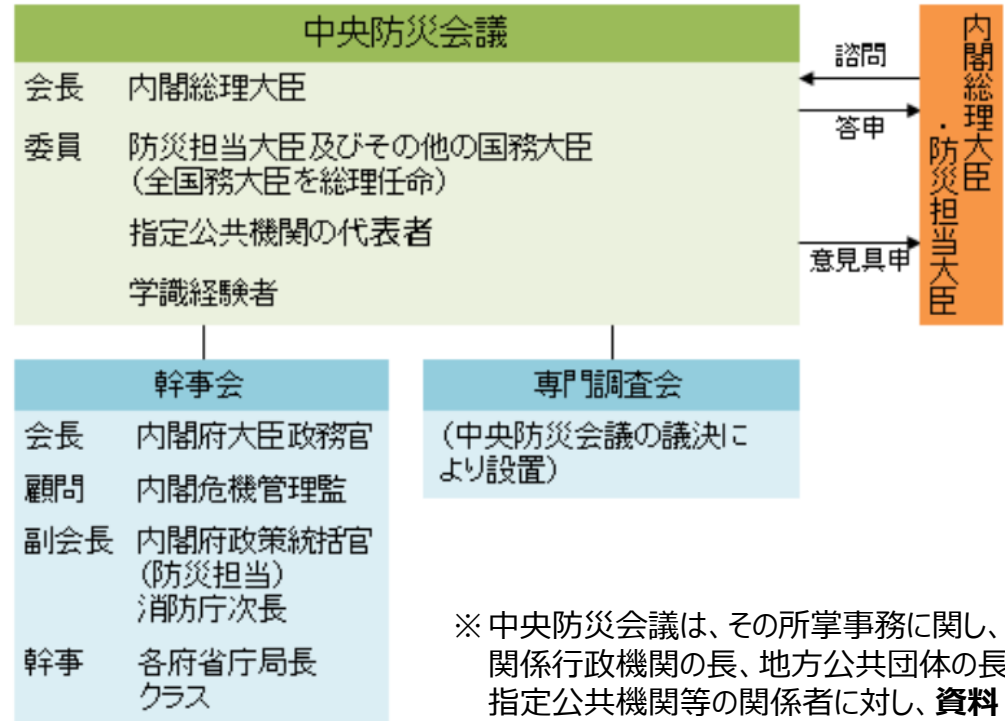 中央防災会議
会長 内閣総理大臣
委員 防災担当大臣及びその他の国務大臣
（全国務大臣を総理任命）
指定公共機関の代表者
学識経験者
諮問
答申
意見具申
内閣総理大臣
・防災担当大臣
幹事会
会長 内閣府大臣政務官
顧問 内閣危機管理監
副会長 内閣府政策統括官
（防災担当）
消防庁次長
幹事 各府省庁局長
クラス
専門調査会
（中央防災会議の議決に
より設置）
※中央防災会議は、その所掌事務に関し、
関係行政機関の長、地方公共団体の長
指定公共機関等の関係者に対し、資料